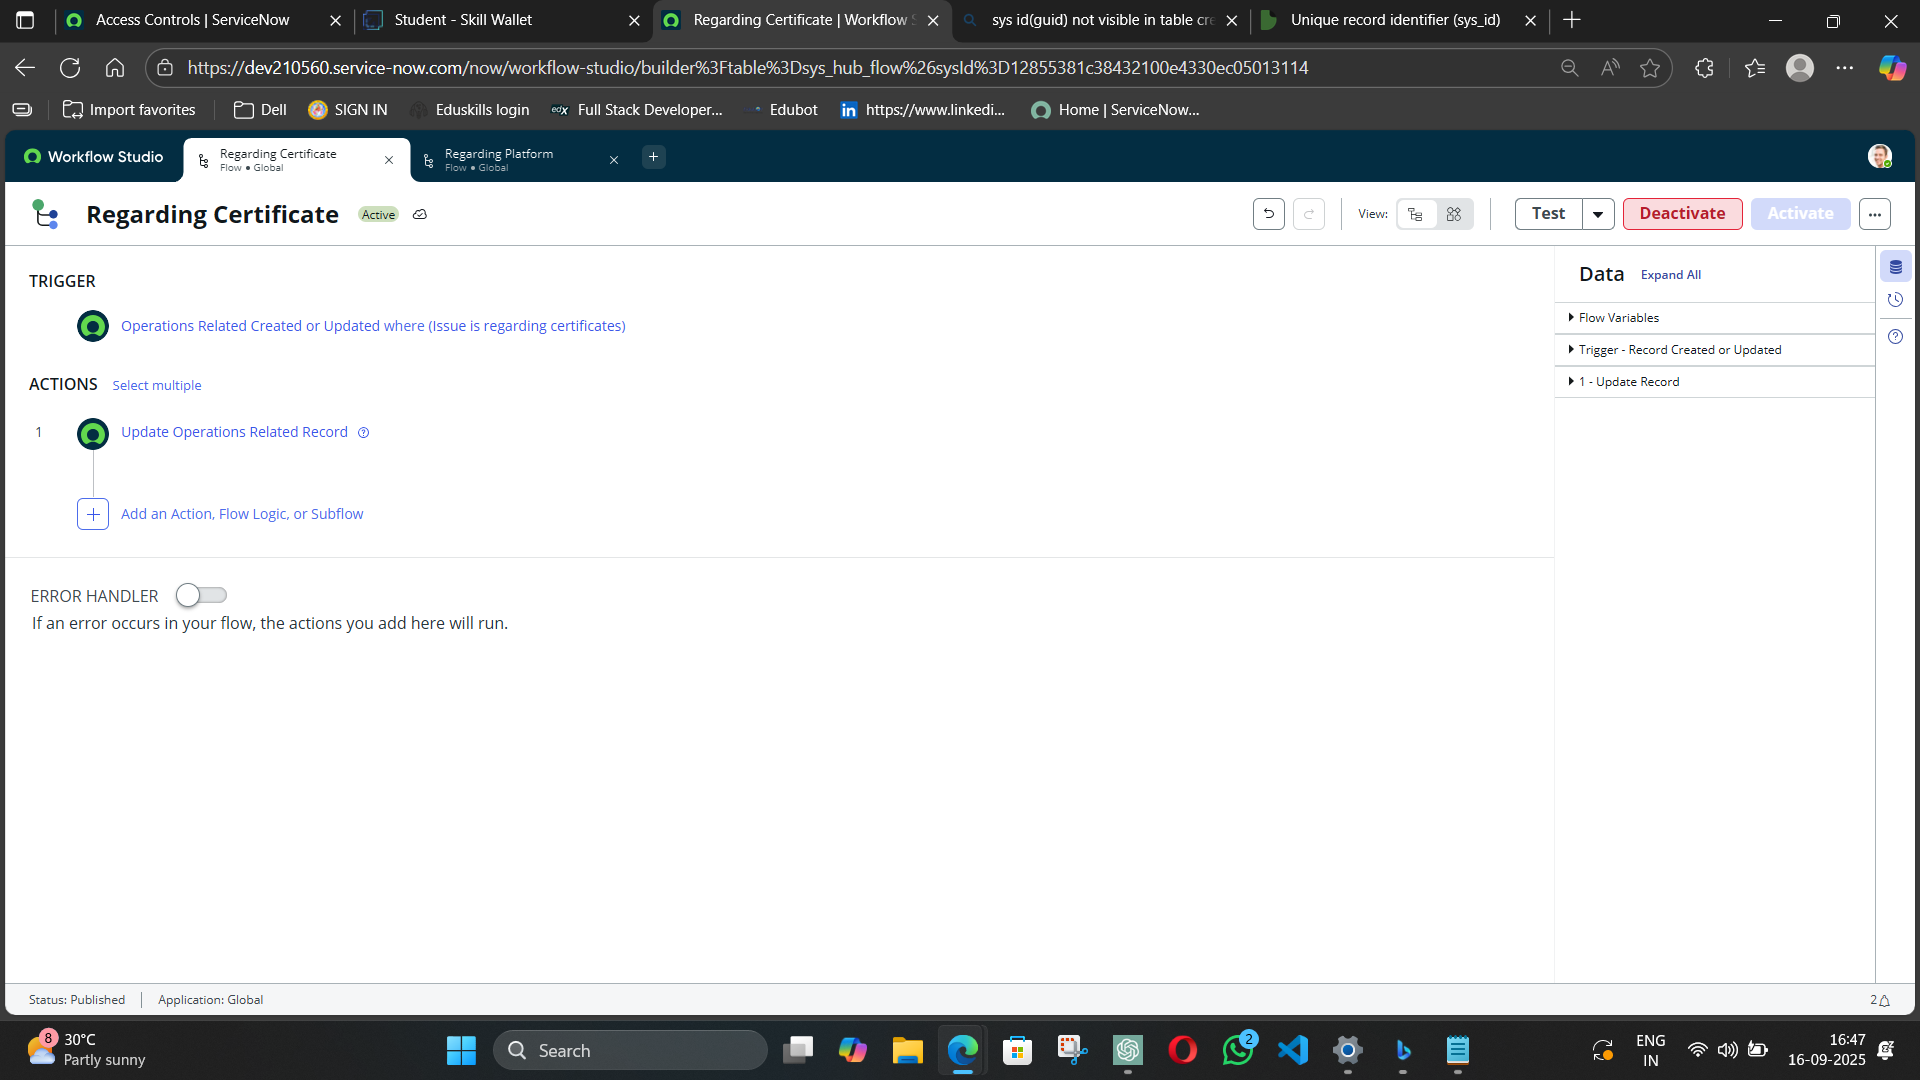 Access Controls | ServiceNow
Student - Skill Wallet
Regarding Certificate | Workflow S
sys id(guid) not visible in table cre
Unique record identifier (sys_id)
https://dev210560.service-now.com/now/workflow-studio/builder%3Ftable%3Dsys_hub_flow%26sysId%3D12855381c38432100e4330ec05013114
Import favorites
Dell
SIGN IN
Eduskills login
edX
Full Stack Developer...
Edubot
in
https://www.linkedi...
Home | ServiceNow...
Workflow Studio
Regarding Certificate
Flow • Global
Regarding Platform
Flow • Global
Regarding Certificate
Active
View:
Test
Deactivate
Activate
TRIGGER
Operations Related Created or Updated where (Issue is regarding certificates)
ACTIONS
Select multiple
1
Update Operations Related Record
Add an Action, Flow Logic, or Subflow
ERROR HANDLER
If an error occurs in your flow, the actions you add here will run.
Data
Expand All
Flow Variables
Trigger - Record Created or Updated
1 - Update Record
Status: Published
Application: Global
2
8
30°C
Partly sunny
Search
2
ENG
IN
16:47
16-09-2025